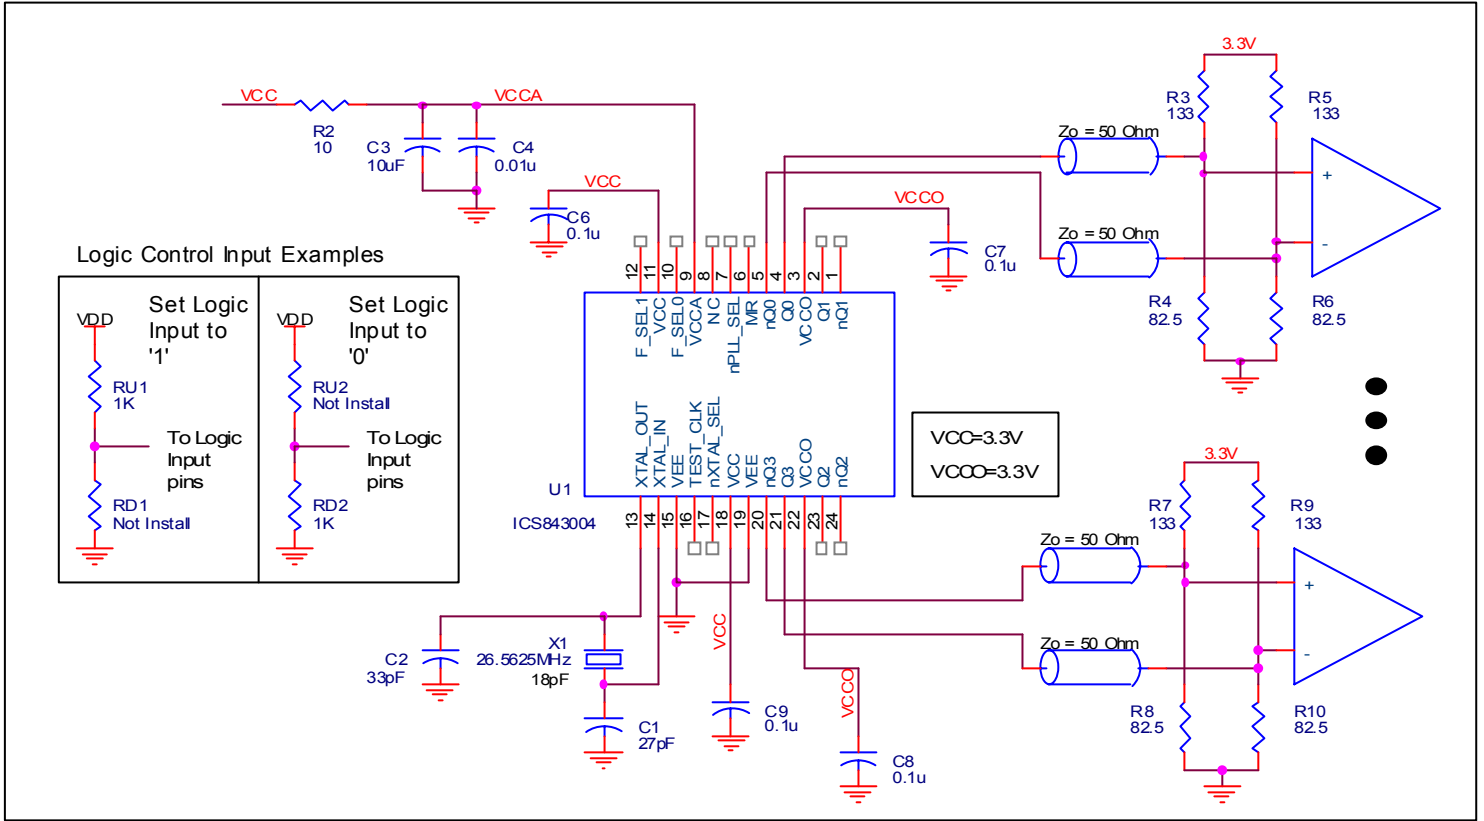 3.3V
R3
133
R5
133
VCC
VCCA
R2
10
C3
10uF
C4
0.01u
Zo = 50 Ohm
+
-
VCC
C6
0.1u
VCCO
C7
0.1u
Zo = 50 Ohm
R4
82.5
R6
82.5
Logic Control Input Examples
Set Logic
Input to
'1'
VDD
RU1
1K
To Logic
Input
pins
RD1
Not Install
Set Logic
Input to
'0'
VDD
RU2
Not Install
To Logic
Input
pins
RD2
1K
12
11
10
9
8
7
6
5
4
3
2
1
F_SEL1
VCC
F_SEL0
VCCA
NC
nPLL_SEL
MR
nQ0
Q0
VCCO
Q1
nQ1
XTAL_OUT
XTAL_IN
VEE
TEST_CLK
nXTAL_SEL
VCC
VEE
nQ3
Q3
VCCO
Q2
nQ2
U1
ICS843004
13
14
15
16
17
18
19
20
21
22
23
24
VCC=3.3V
VCCO=3.3V
3.3V
R7
133
R9
133
Zo = 50 Ohm
+
-
Zo = 50 Ohm
R8
82.5
R10
82.5
C2
33pF
X1
26.5625MHz
18pF
C1
27pF
VCC
C9
0.1u
VCCO
C8
0.1u